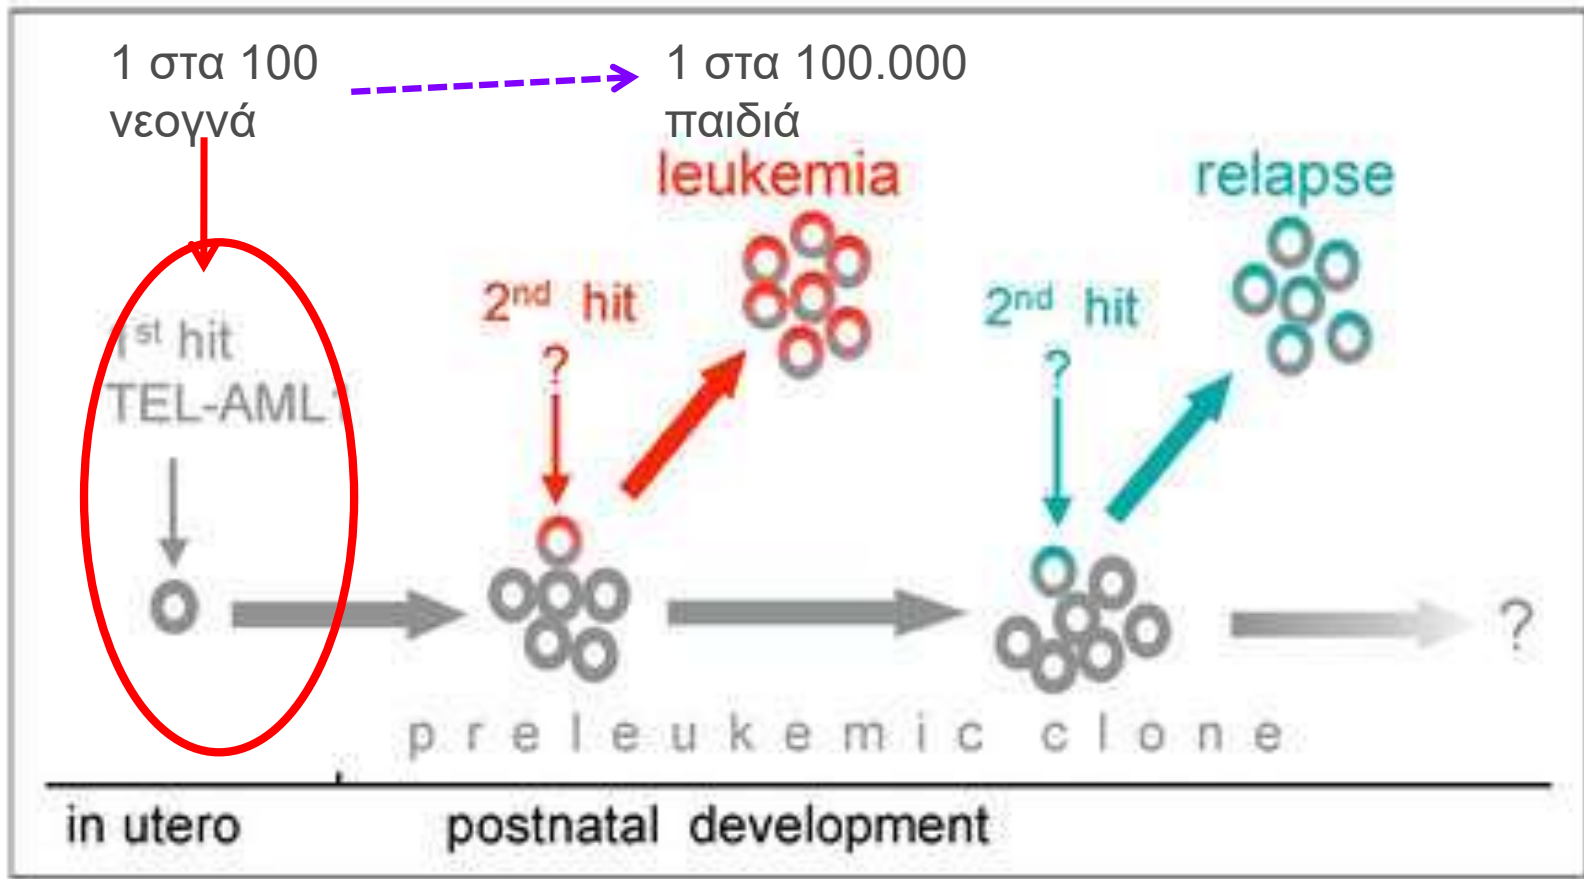 1 στα 100
νεογνά
1 στα 100.000
παιδιά
leukemia
relapse
2nd hit
?
2nd hit
?
1st hit
TEL-AML1
?
preleukemic clone
in utero
postnatal development